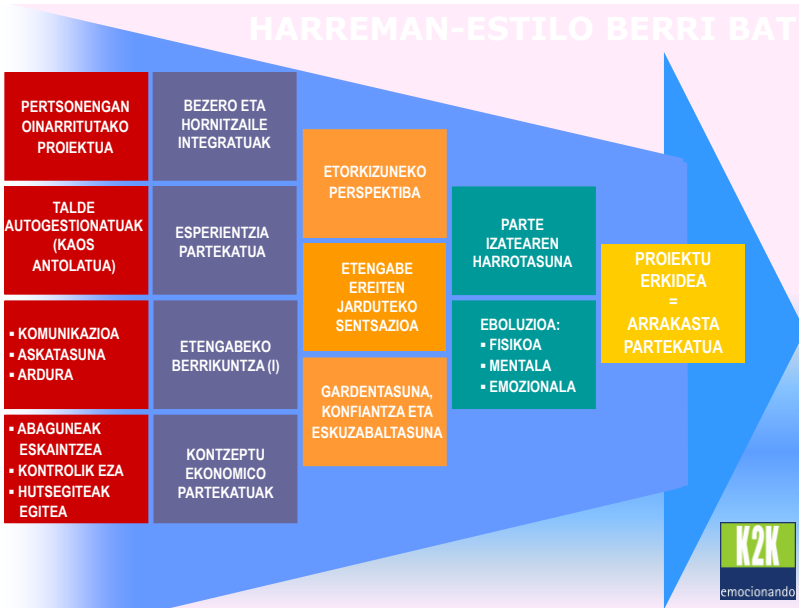 HARREMAN-ESTILO BERRI BAT
PERTSONENGAN
OINARRITUTAKO
PROIEKTUA
TALDE
AUTOGESTIONATUAK
(KAOS
ANTOLATUA)
▪ KOMUNIKAZIOA
▪ ASKATASUNA
▪ ARDURA
▪ ABAGUNEAK
ESKAINTZEA
▪ KONTROLIK EZA
▪ HUTSEGITEAK
EGITEA
BEZERO ETA
HORNITZAILE
INTEGRATUAK
ESPERIENTZIA
PARTEKATUA
ETENGABEKO
BERRIKUNTZA (I)
KONTZEPTU
EKONOMICO
PARTEKATUAK
ETORKIZUNEKO
PERSPEKTIBA
ETENGABE
EREITEN
JARDUTEKO
SENTSAZIOA
GARDENTASUNA,
KONFIANTZA ETA
ESKUZABALTASUNA
PARTE
IZATEAREN
HARROTASUNA
EBOLUZIOA:
▪ FISIKOA
▪ MENTALA
▪ EMOZIONALA
PROIEKTU
ERKIDEA
=
ARRAKASTA
PARTEKATUA
K2K
emocionando